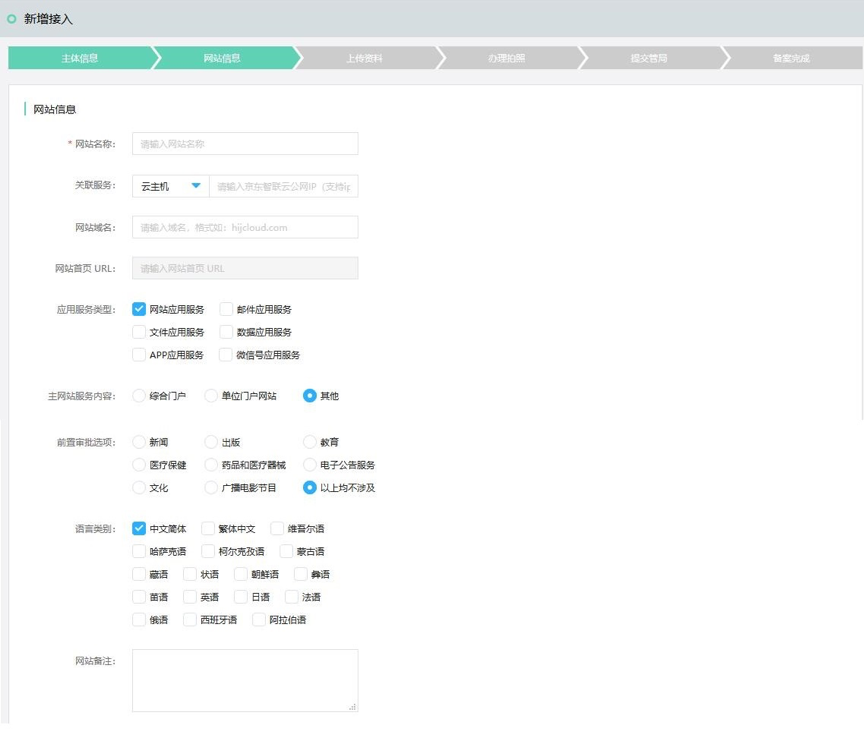 新增接入
主体信息 网站信息 上传资料 办理拍照 提交管局 备案完成
网站信息
* 网站名称: 请输入网站名称
关联服务: 云主机 请输入京东智联云公网IP（支持ip
网站域名: 请输入域名，格式如：hijcloud.com
网站首页 URL: 请输入网站首页 URL
应用服务类型: 网站应用服务 邮件应用服务
文件应用服务 数据应用服务
APP应用服务 微信号应用服务
主网站服务内容: 综合门户 单位门户网站 其他
前置审批选项: 新闻 出版 教育
医疗保健 药品和医疗器械 电子公告服务
文化 广播电影节目 以上均不涉及
语言类别: 中文简体 繁体中文 维吾尔语
哈萨克语 柯尔克孜语 蒙古语
藏语 状语 朝鲜语 彝语
苗语 英语 日语 法语
俄语 西班牙语 阿拉伯语
网站备注: